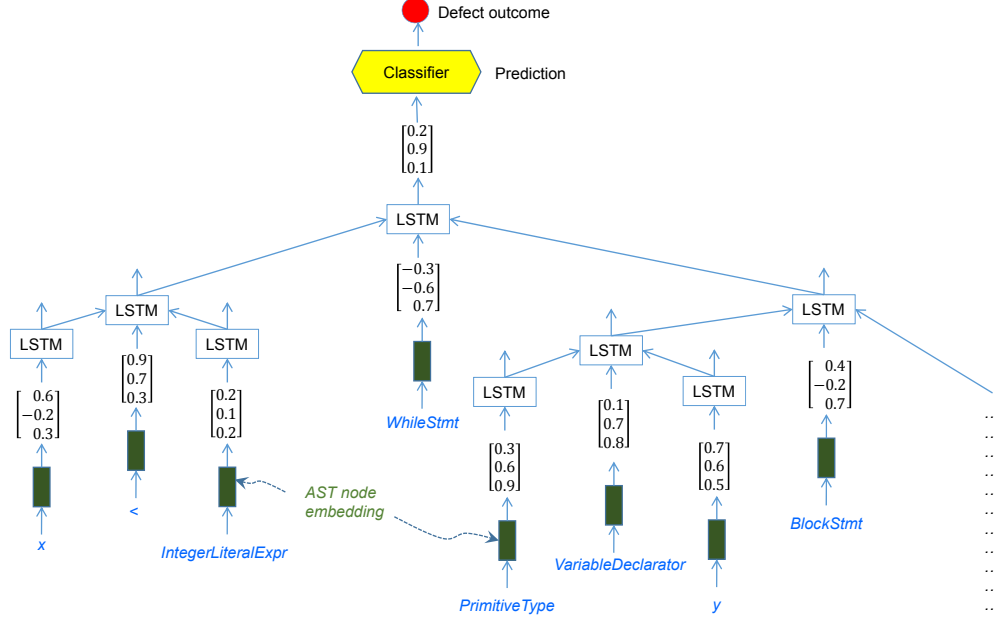 Defect outcome
Classifier
Prediction
[0.2
0.9
0.1]
LSTM
[−0.3
−0.6
0.7]
WhileStmt
LSTM
LSTM
LSTM
[0.6
−0.2
0.3]
[0.9
0.7
0.3]
[0.2
0.1
0.2]
x
<
IntegerLiteralExpr
AST node
embedding
LSTM
LSTM
LSTM
LSTM
[0.3
0.6
0.9]
[0.1
0.7
0.8]
[0.7
0.6
0.5]
[0.4
−0.2
0.7]
PrimitiveType
VariableDeclarator
y
BlockStmt
..
..
..
..
..
..
..
..
..
..
..